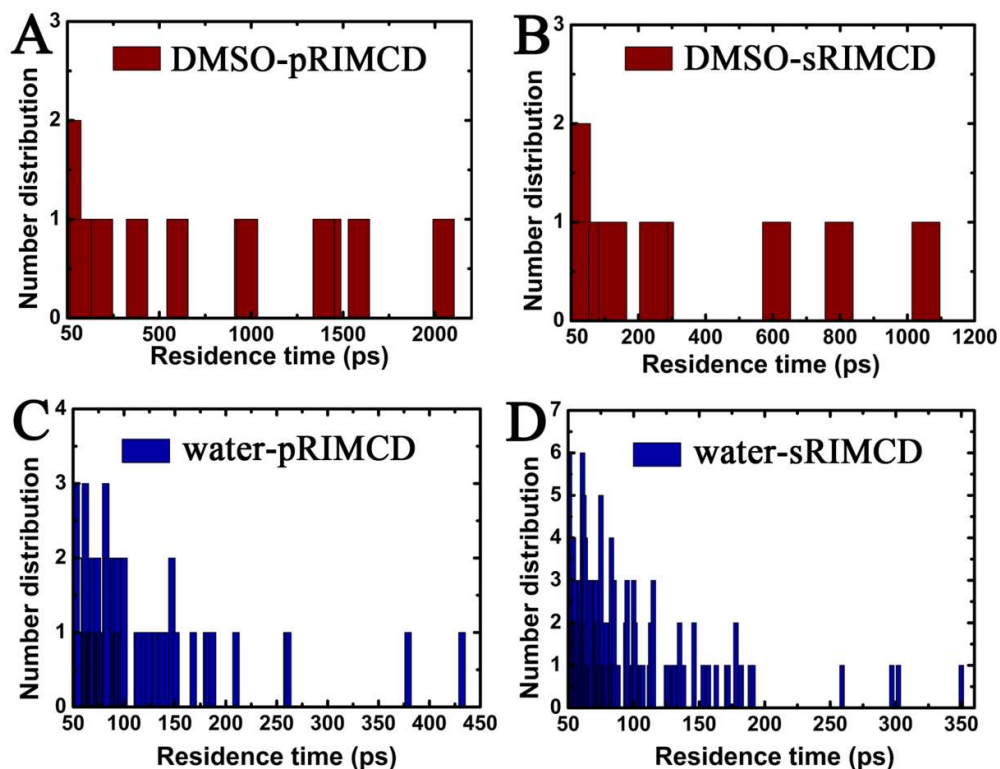 A
DMSO-pRIMCD
Number distribution
3
2
1
0
50 500 1000 1500 2000
Residence time (ps)
B
DMSO-sRIMCD
Number distribution
3
2
1
0
50 200 400 600 800 1000 1200
Residence time (ps)
C
water-pRIMCD
Number distribution
4
3
2
1
0
50 100 150 200 250 300 350 400 450
Residence time (ps)
D
water-sRIMCD
Number distribution
7
6
5
4
3
2
1
0
50 100 150 200 250 300 350
Residence time (ps)